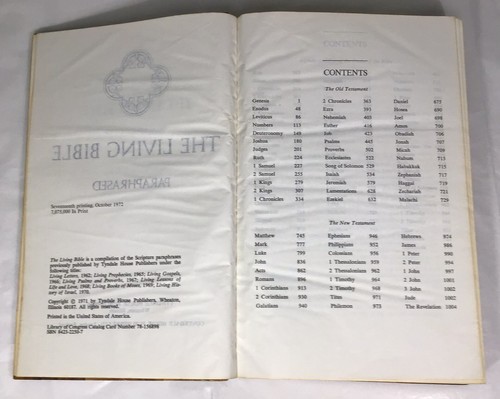 THE LIVING BIBLE
PARAPHRASED
Seventeenth printing, October 1972
7,070,000 In Print
The Living Bible is a compilation of the Scripture paraphrases
previously published by Tyndale House Publishers under the
following titles:
Living Letters, 1962; Living Prophecies, 1965; Living Gospels,
1966; Living Psalms and Proverbs, 1967; Living Lessons of
Life and Love, 1968; Living Books of Moses, 1969; Living His-
tory of Israel, 1970.
Copyright © 1971 by Tyndale House Publishers, Wheaton,
Illinois 60187. All rights reserved.
Printed in the United States of America.
Library of Congress Catalog Card Number 78-156898
SBN 8423-2250-7
CONTENTS
The Old Testament
Genesis 1
Exodus 48
Leviticus 86
Numbers 113
Deuteronomy 149
Joshua 180
Judges 201
Ruth 224
1 Samuel 227
2 Samuel 255
1 Kings 279
2 Kings 307
1 Chronicles 334
2 Chronicles 363
Ezra 391
Nehemiah 403
Esther 416
Job 423
Psalms 445
Proverbs 502
Ecclesiastes 522
Song of Solomon 529
Isaiah 534
Jeremiah 579
Lamentations 628
Ezekiel 632
Daniel 675
Hosea 690
Joel 698
Amos 700
Obadiah 706
Jonah 707
Micah 709
Nahum 713
Habakkuk 715
Zephaniah 717
Haggai 719
Zechariah 721
Malachi 729
The New Testament
Matthew 745
Mark 777
Luke 799
John 834
Acts 862
Romans 894
1 Corinthians 913
2 Corinthians 930
Galatians 940
Ephesians 946
Philippians 952
Colossians 956
1 Thessalonians 959
2 Thessalonians 962
1 Timothy 964
2 Timothy 968
Titus 971
Philemon 973
Hebrews 974
James 986
1 Peter 990
2 Peter 994
1 John 997
2 John 1001
3 John 1002
Jude 1002
The Revelation 1004